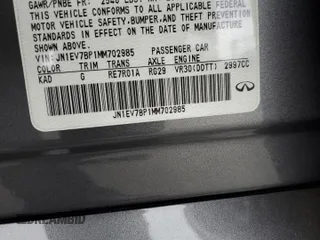 GAWR/PNBE RR:
THIS VEHICLE CONFORMS TO ALL APPLICABLE FEDERAL
MOTOR VEHICLE SAFETY,BUMPER,AND THEFT PREVENTION
STANDARDS IN EFFECT ON THE DATE OF MANUFACTURE
SHOWN ABOVE.
VIN: JN1EV7BP1MM702985 PASSENGER CAR
COLOR TRIM TRANS AXLE ENGINE
KAD G RE7R01A RG29 VR30(DDTT) 2997CC
JN1EV7BP1MM702985
INFINITI